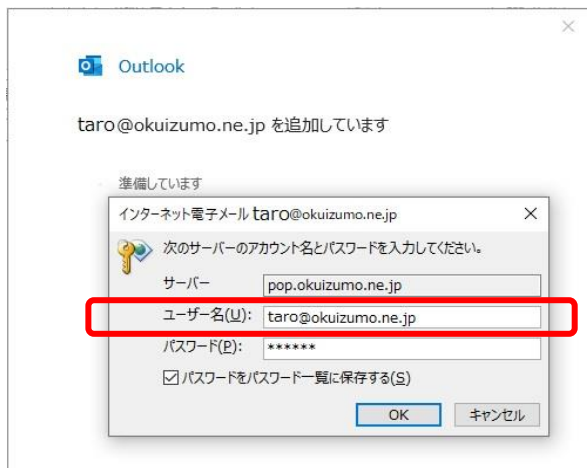 Outlook
taro@okuizumo.ne.jp を追加しています
準備しています
インターネット電子メール taro@okuizumo.ne.jp
次のサーバーのアカウント名とパスワードを入力してください。
サーバー pop.okuizumo.ne.jp
ユーザー名(U): taro@okuizumo.ne.jp
パスワード(P): ******
パスワードをパスワード一覧に保存する(S)
OK キャンセル